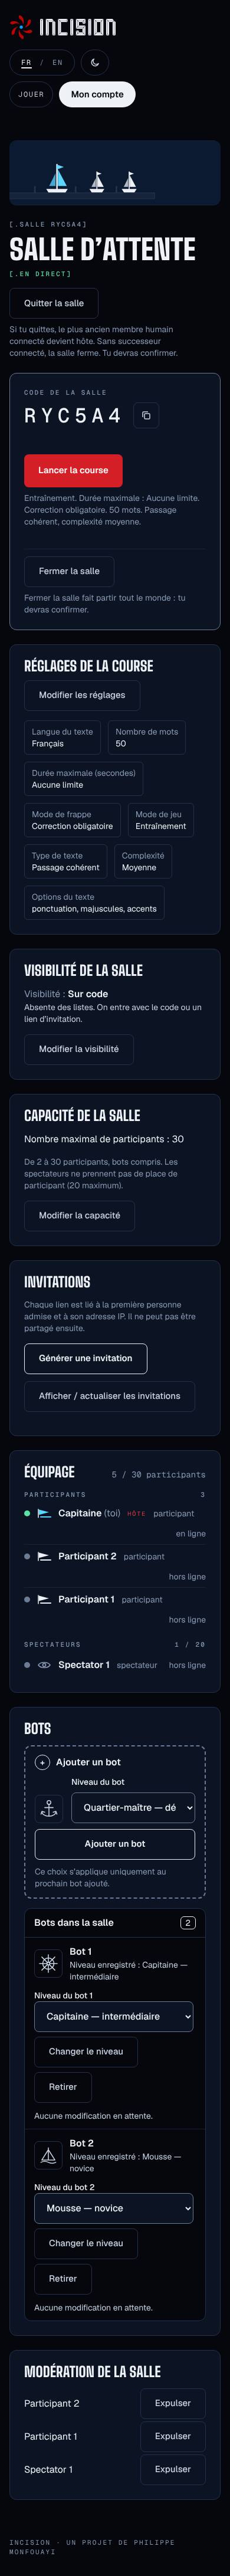 INCISION
FR / EN
JOUER
Mon compte
[.SALLE RYC5A4]
SALLE D’ATTENTE
[.EN DIRECT]
Quitter la salle
Si tu quittes, le plus ancien membre humain
connecté devient hôte. Sans successeur
connecté, la salle ferme. Tu devras confirmer.
CODE DE LA SALLE
RYC5A4
Lancer la course
Entraînement. Durée maximale : Aucune limite.
Correction obligatoire. 50 mots. Passage
cohérent, complexité moyenne.
Fermer la salle
Fermer la salle fait partir tout le monde : tu
devras confirmer.
RÉGLAGES DE LA COURSE
Modifier les réglages
Langue du texte
Français
Nombre de mots
50
Durée maximale (secondes)
Aucune limite
Mode de frappe
Correction obligatoire
Mode de jeu
Entraînement
Type de texte
Passage cohérent
Complexité
Moyenne
Options du texte
ponctuation, majuscules, accents
VISIBILITÉ DE LA SALLE
Visibilité : Sur code
Absente des listes. On entre avec le code ou un
lien d’invitation.
Modifier la visibilité
CAPACITÉ DE LA SALLE
Nombre maximal de participants : 30
De 2 à 30 participants, bots compris. Les
spectateurs ne prennent pas de place de
participant (20 maximum).
Modifier la capacité
INVITATIONS
Chaque lien est lié à la première personne
admise et à son adresse IP. Il ne peut pas être
partagé ensuite.
Générer une invitation
Afficher / actualiser les invitations
ÉQUIPAGE
5 / 30 participants
PARTICIPANTS 3
Capitaine (toi) HÔTE participant
en ligne
Participant 2 participant
hors ligne
Participant 1 participant
hors ligne
SPECTATEURS 1 / 20
Spectator 1 spectateur hors ligne
BOTS
+ Ajouter un bot
Niveau du bot
Quartier-maître — dé
Ajouter un bot
Ce choix s’applique uniquement au
prochain bot ajouté.
Bots dans la salle 2
Bot 1
Niveau enregistré : Capitaine —
intermédiaire
Niveau du bot 1
Capitaine — intermédiaire
Changer le niveau
Retirer
Aucune modification en attente.
Bot 2
Niveau enregistré : Mousse —
novice
Niveau du bot 2
Mousse — novice
Changer le niveau
Retirer
Aucune modification en attente.
MODÉRATION DE LA SALLE
Participant 2 Expulser
Participant 1 Expulser
Spectator 1 Expulser
INCISION · UN PROJET DE PHILIPPE
MONFOUAYI